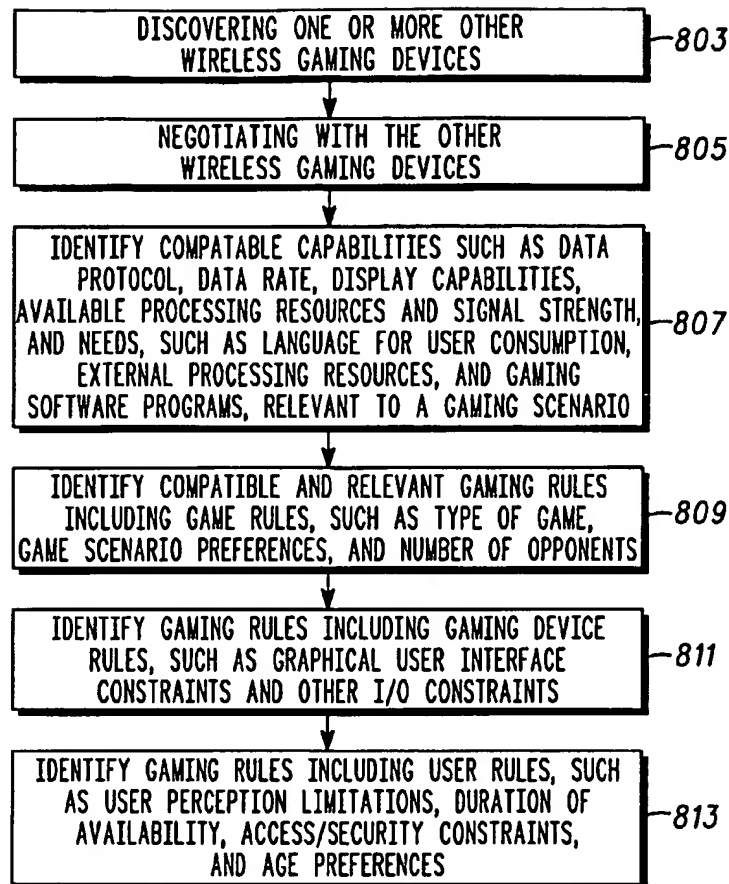 DISCOVERING ONE OR MORE OTHER
WIRELESS GAMING DEVICES
803
NEGOTIATING WITH THE OTHER
WIRELESS GAMING DEVICES
805
IDENTIFY COMPATABLE CAPABILITIES SUCH AS DATA
PROTOCOL, DATA RATE, DISPLAY CAPABILITIES,
AVAILABLE PROCESSING RESOURCES AND SIGNAL STRENGTH,
AND NEEDS, SUCH AS LANGUAGE FOR USER CONSUMPTION,
EXTERNAL PROCESSING RESOURCES, AND GAMING
SOFTWARE PROGRAMS, RELEVANT TO A GAMING SCENARIO
807
IDENTIFY COMPATIBLE AND RELEVANT GAMING RULES
INCLUDING GAME RULES, SUCH AS TYPE OF GAME,
GAME SCENARIO PREFERENCES, AND NUMBER OF OPPONENTS
809
IDENTIFY GAMING RULES INCLUDING GAMING DEVICE
RULES, SUCH AS GRAPHICAL USER INTERFACE
CONSTRAINTS AND OTHER I/O CONSTRAINTS
811
IDENTIFY GAMING RULES INCLUDING USER RULES, SUCH
AS USER PERCEPTION LIMITATIONS, DURATION OF
AVAILABILITY, ACCESS/SECURITY CONSTRAINTS,
AND AGE PREFERENCES
813